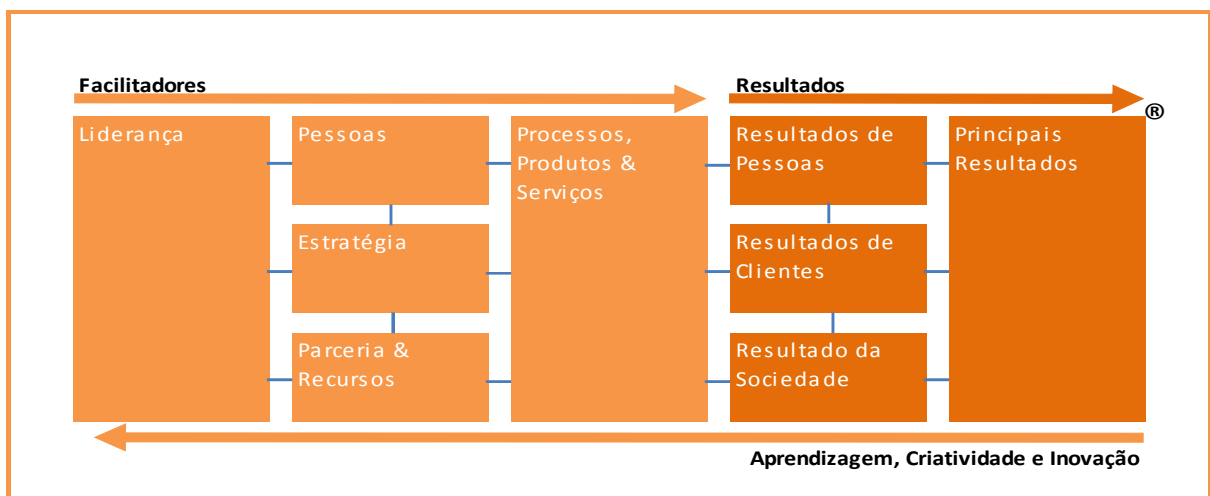 Facilitadores
Resultados
®
Liderança
Pessoas
Processos,
Produtos &
Serviços
Resultados de
Pessoas
Principais
Resultados
Estratégia
Resultados de
Clientes
Parceria &
Recursos
Resultado da
Sociedade
Aprendizagem, Criatividade e Inovação